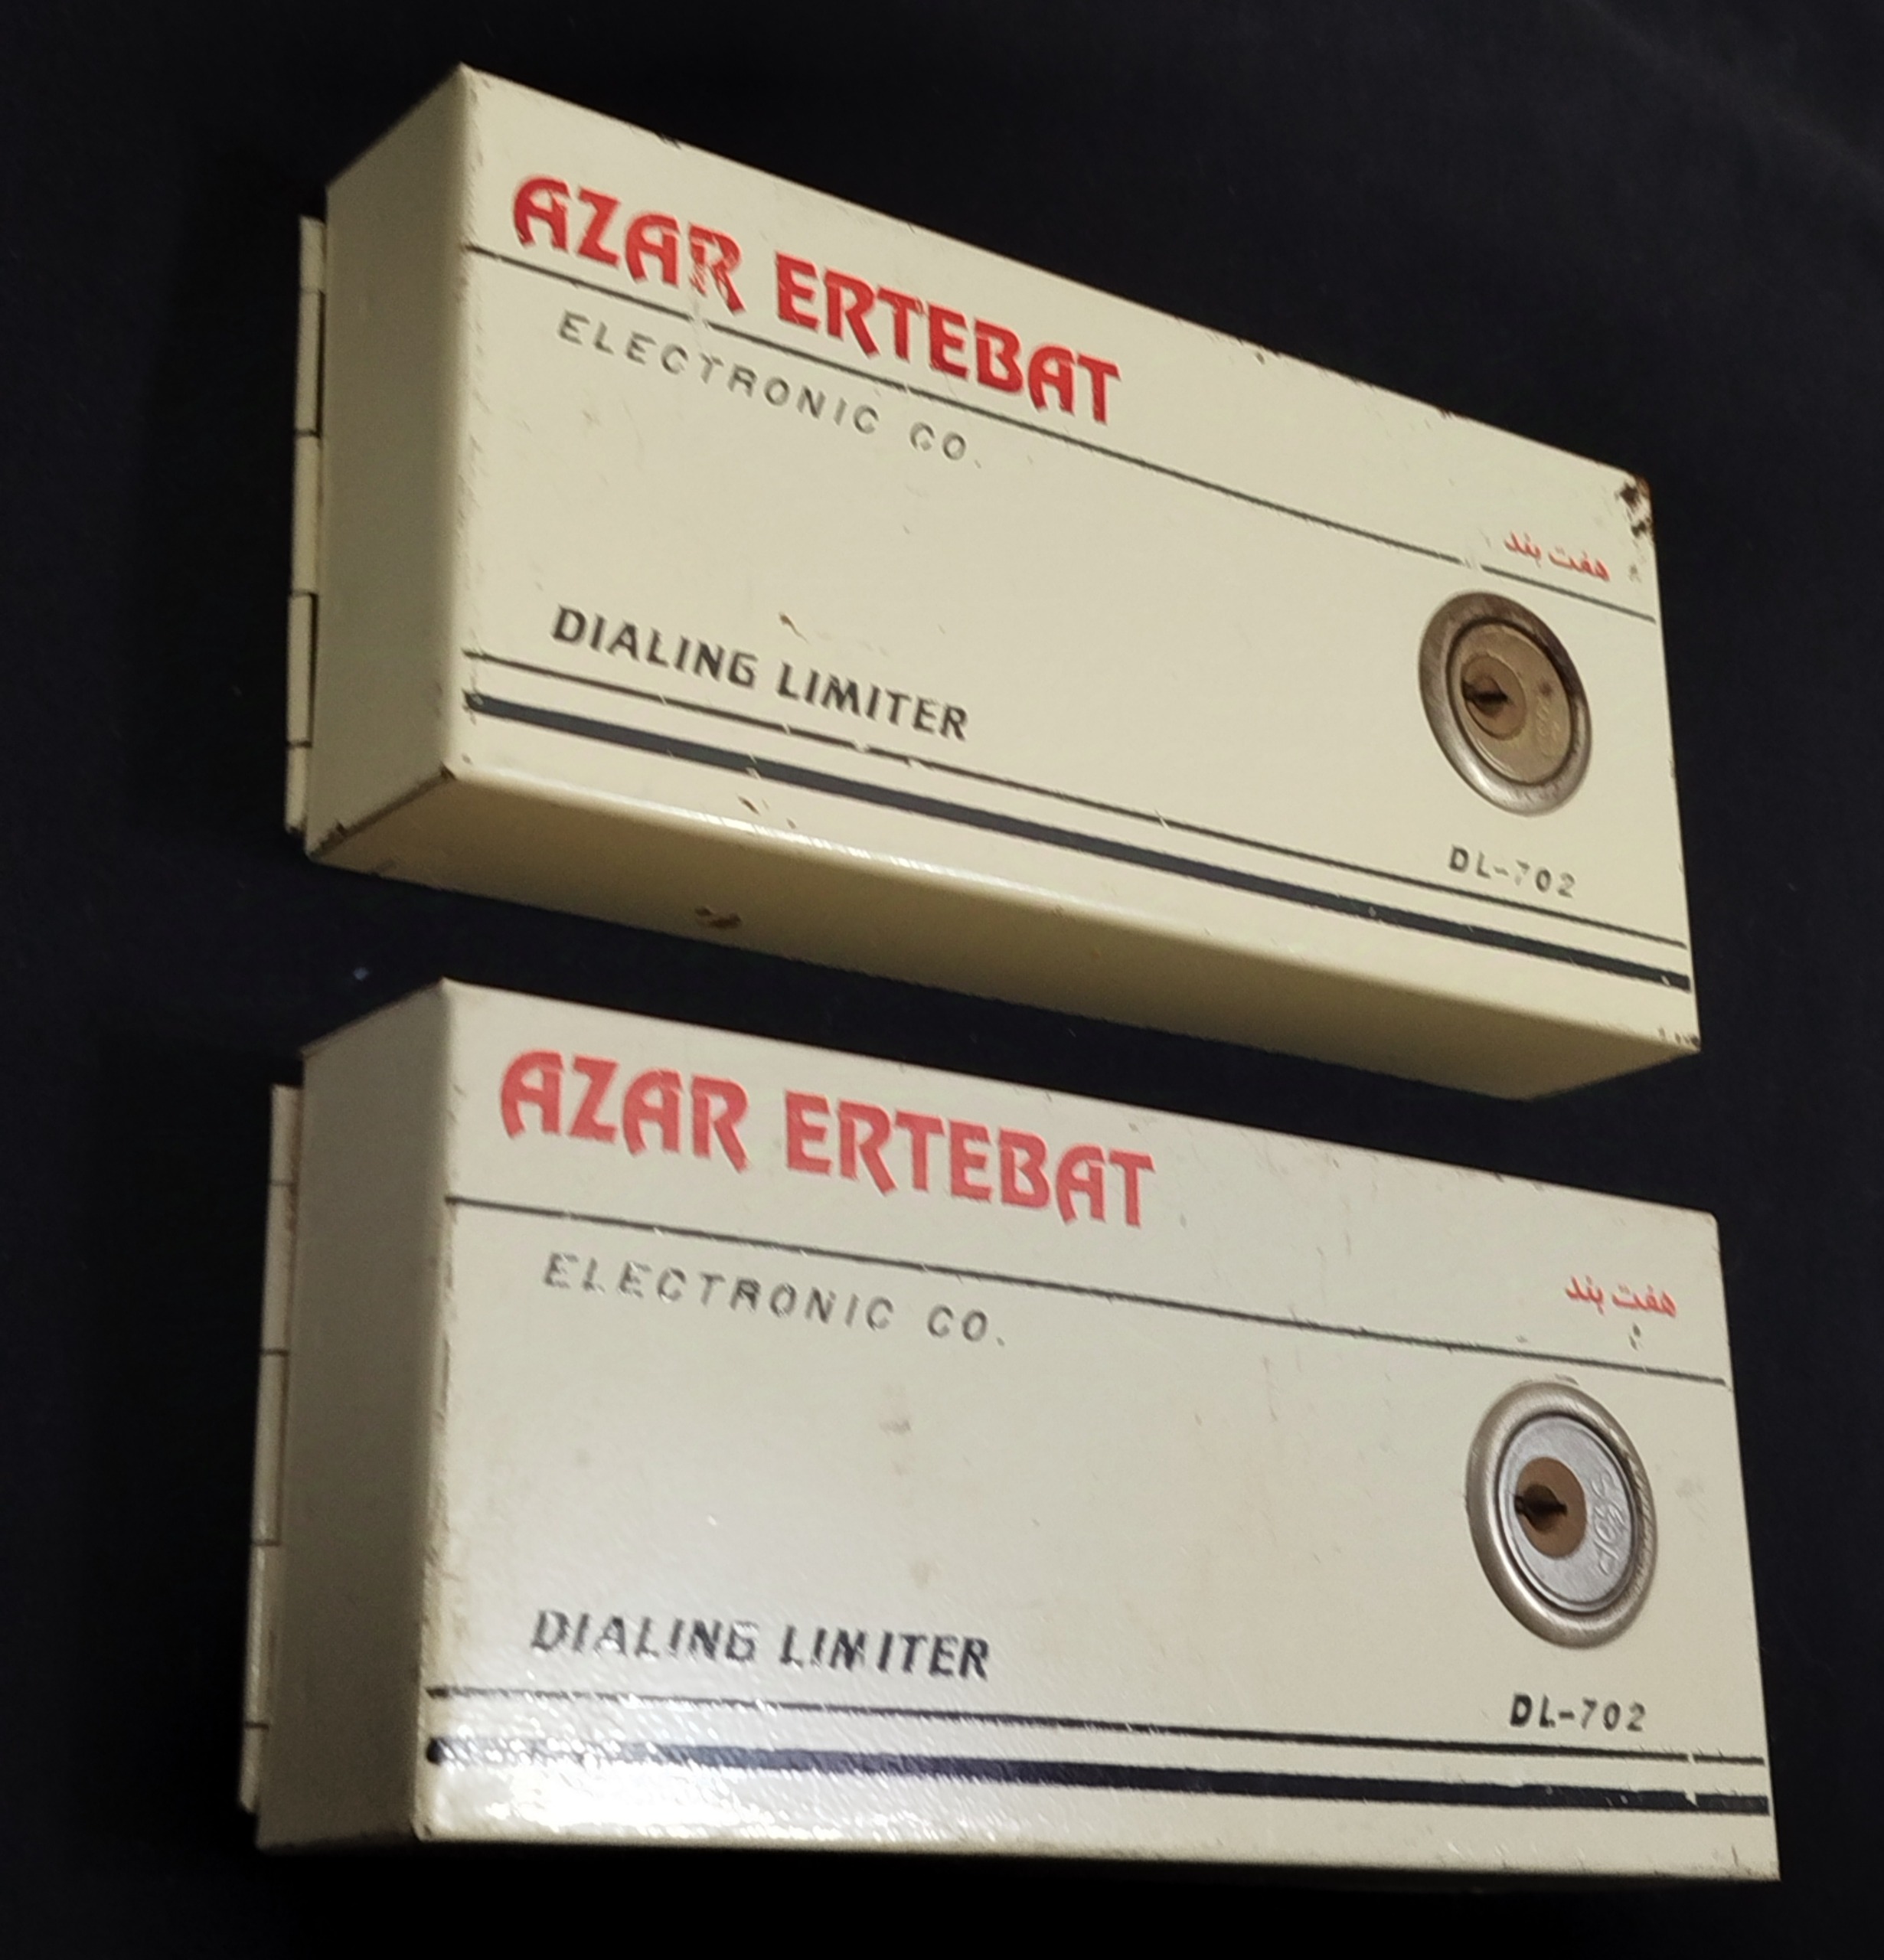 AZAR ERTEBAT
ELECTRONIC CO.
هفت بند
DIALING LIMITER
DL-702
AZAR ERTEBAT
ELECTRONIC CO.
هفت بند
DIALING LIMITER
DL-702